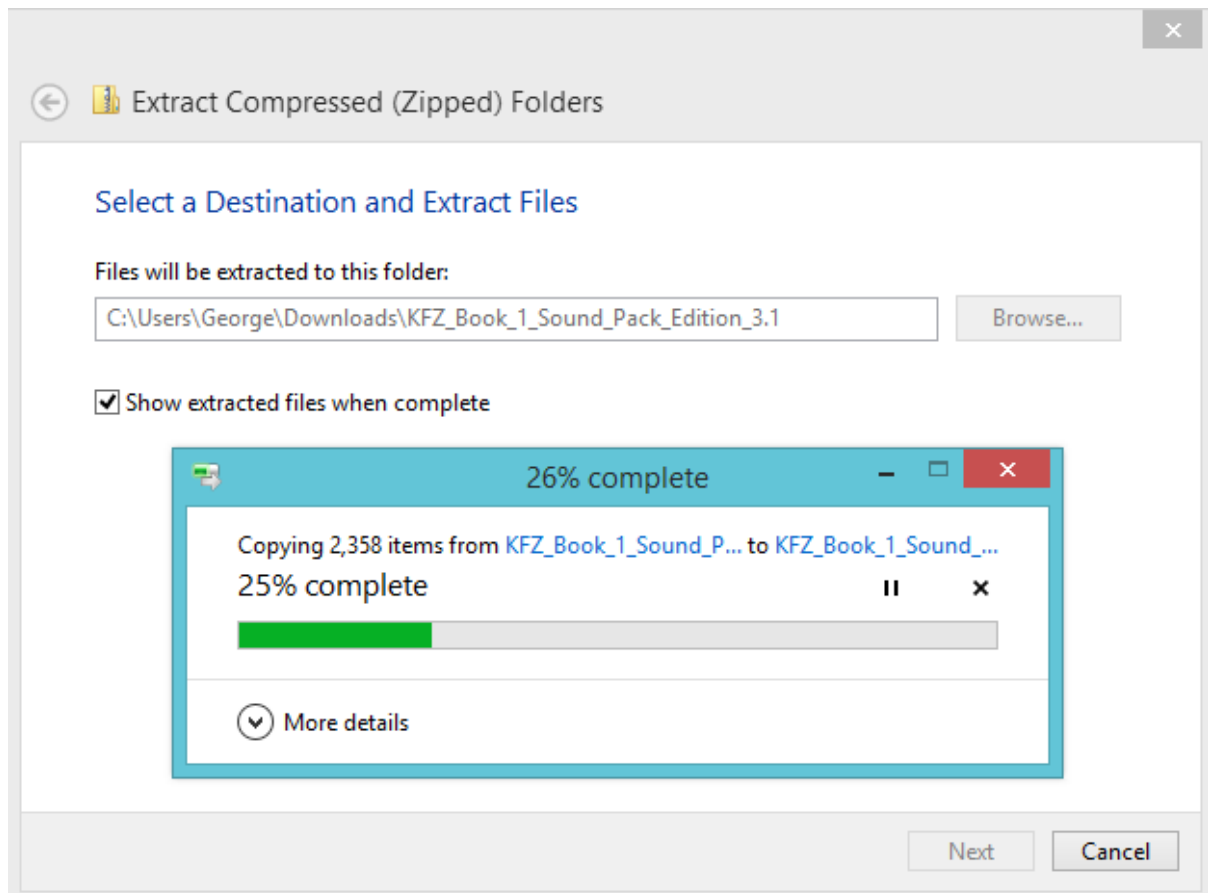 Extract Compressed (Zipped) Folders
Select a Destination and Extract Files
Files will be extracted to this folder:
C:\Users\George\Downloads\KFZ_Book_1_Sound_Pack_Edition_3.1
Browse...
Show extracted files when complete
26% complete
Copying 2,358 items from KFZ_Book_1_Sound_P... to KFZ_Book_1_Sound_...
25% complete
More details
Next
Cancel